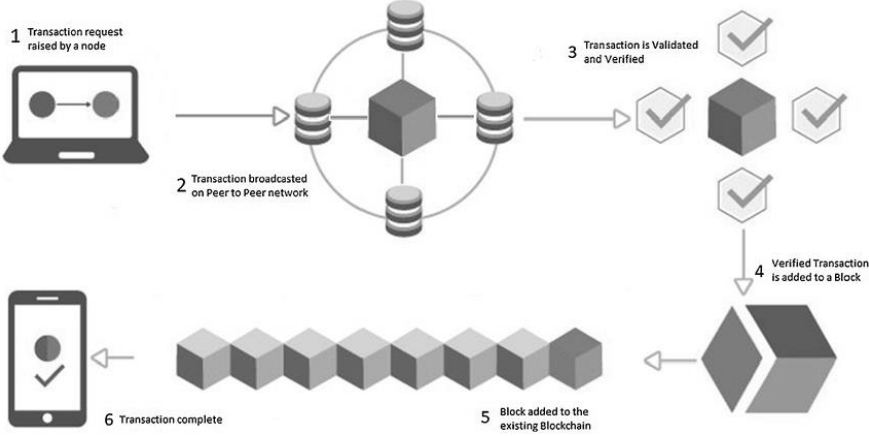 1 Transaction request
raised by a node
2 Transaction broadcasted
on Peer to Peer network
3 Transaction is Validated
and Verified
4 Verified Transaction
is added to a Block
5 Block added to the
existing Blockchain
6 Transaction complete